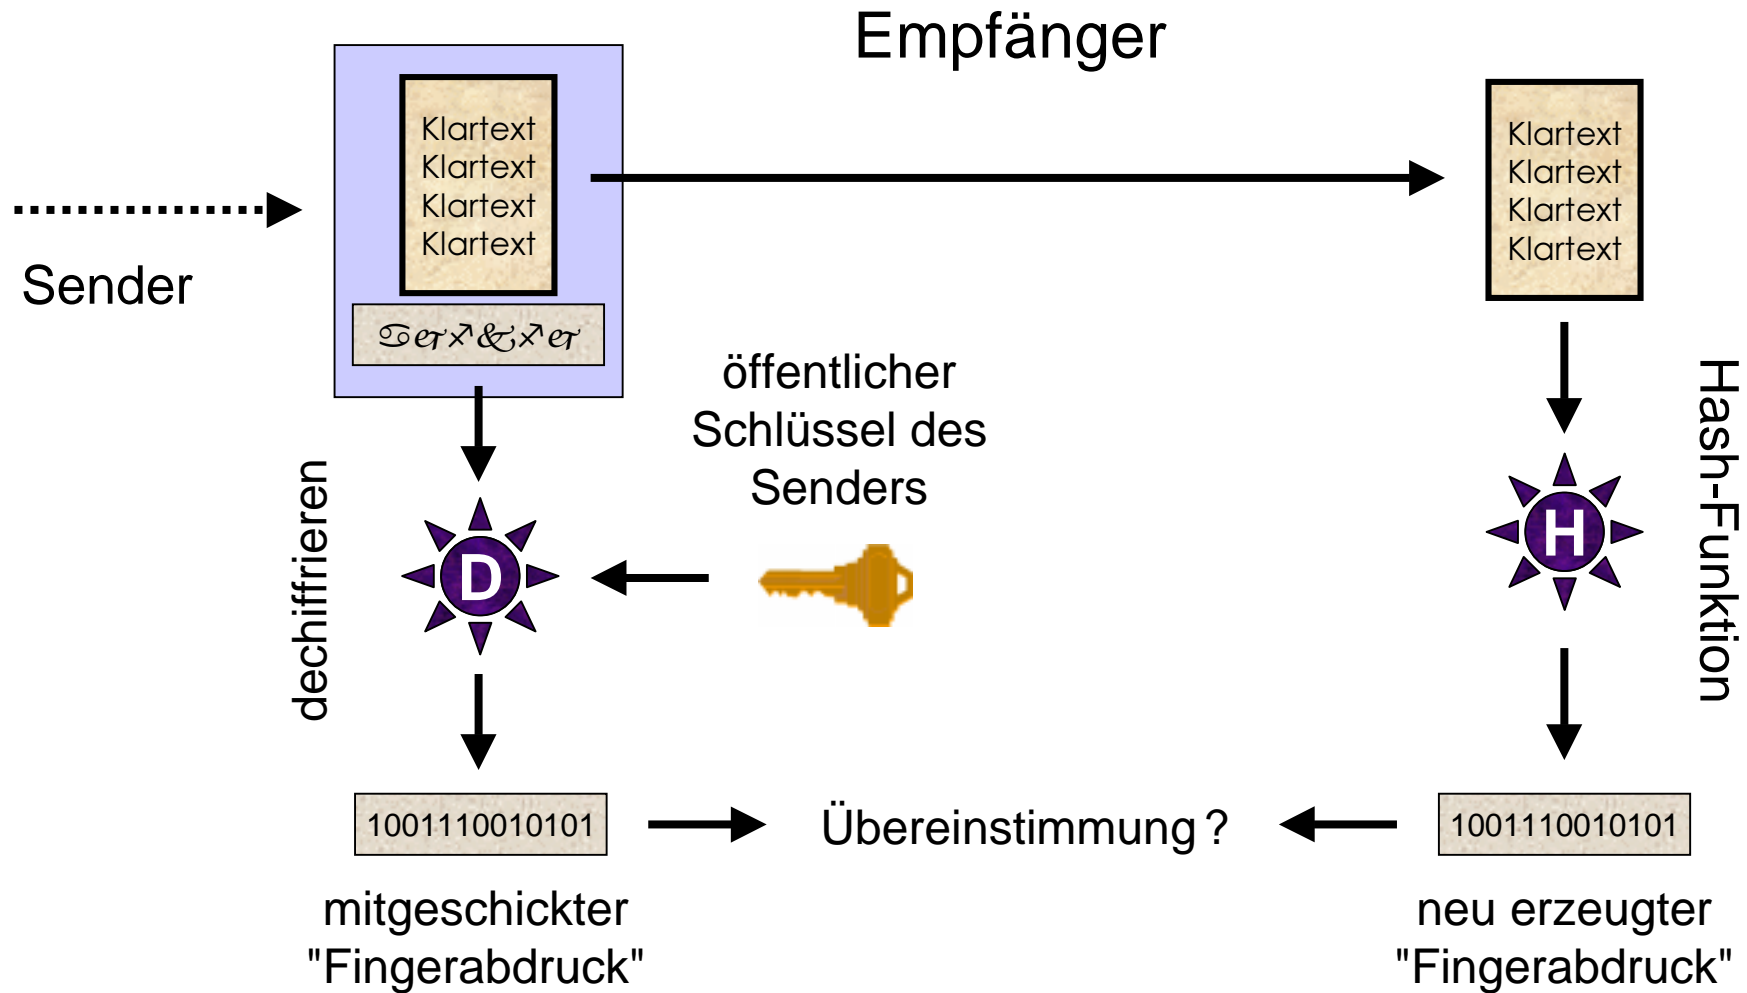 Empfänger
Klartext
Klartext
Klartext
Klartext
Sender
öffentlicher
Schlüssel des
Senders
dechiffrieren
D
1001110010101
mitgeschickter
"Fingerabdruck"
Übereinstimmung ?
Klartext
Klartext
Klartext
Klartext
Hash-Funktion
H
1001110010101
neu erzeugter
"Fingerabdruck"